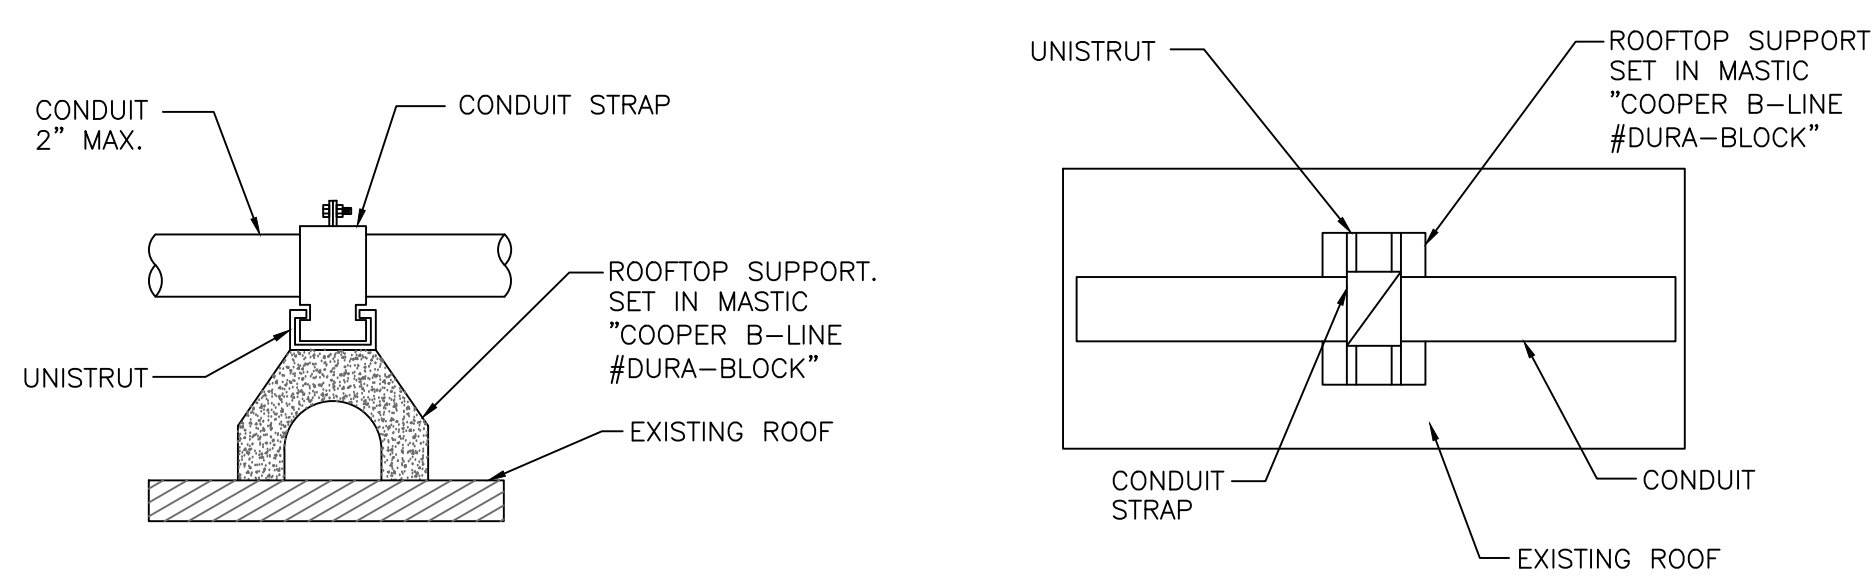 CONDUIT
2” MAX.
CONDUIT STRAP
ROOFTOP SUPPORT.
SET IN MASTIC
”COOPER B–LINE
#DURA–BLOCK”
UNISTRUT
EXISTING ROOF
UNISTRUT
ROOFTOP SUPPORT
SET IN MASTIC
”COOPER B–LINE
#DURA–BLOCK”
CONDUIT
STRAP
CONDUIT
EXISTING ROOF